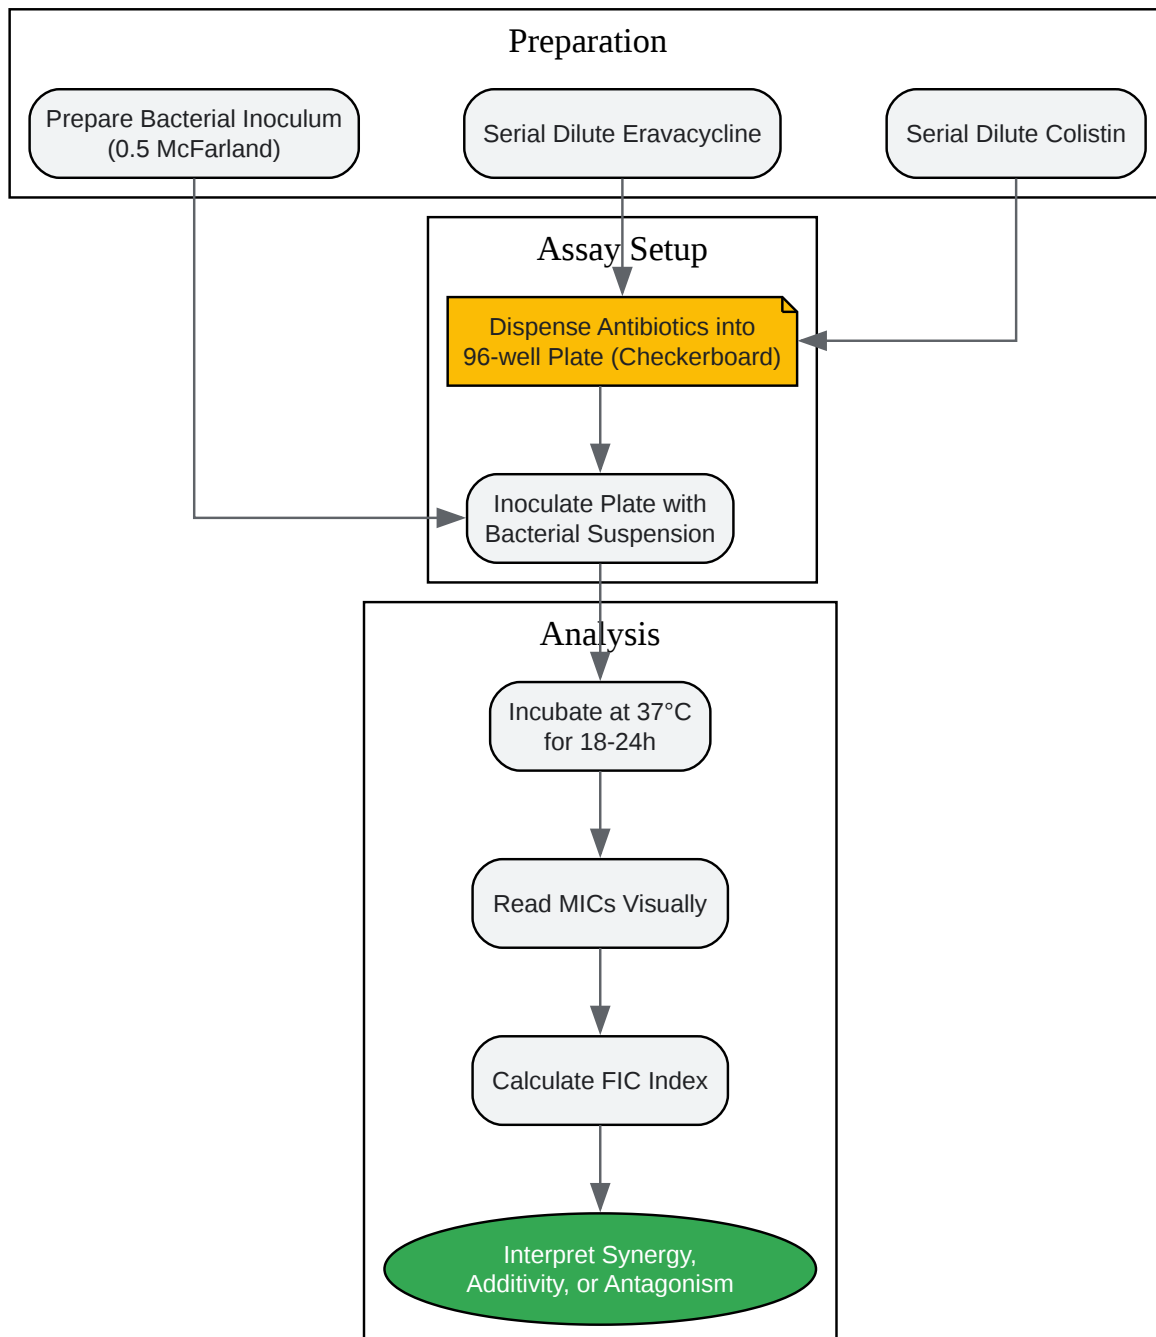 Preparation
Prepare Bacterial Inoculum
(0.5 McFarland)
Serial Dilute Eravacycline
Serial Dilute Colistin
Assay Setup
Dispense Antibiotics into
96-well Plate (Checkerboard)
Inoculate Plate with
Bacterial Suspension
Analysis
Incubate at 37°C
for 18-24h
Read MICs Visually
Calculate FIC Index
Interpret Synergy,
Additivity, or Antagonism